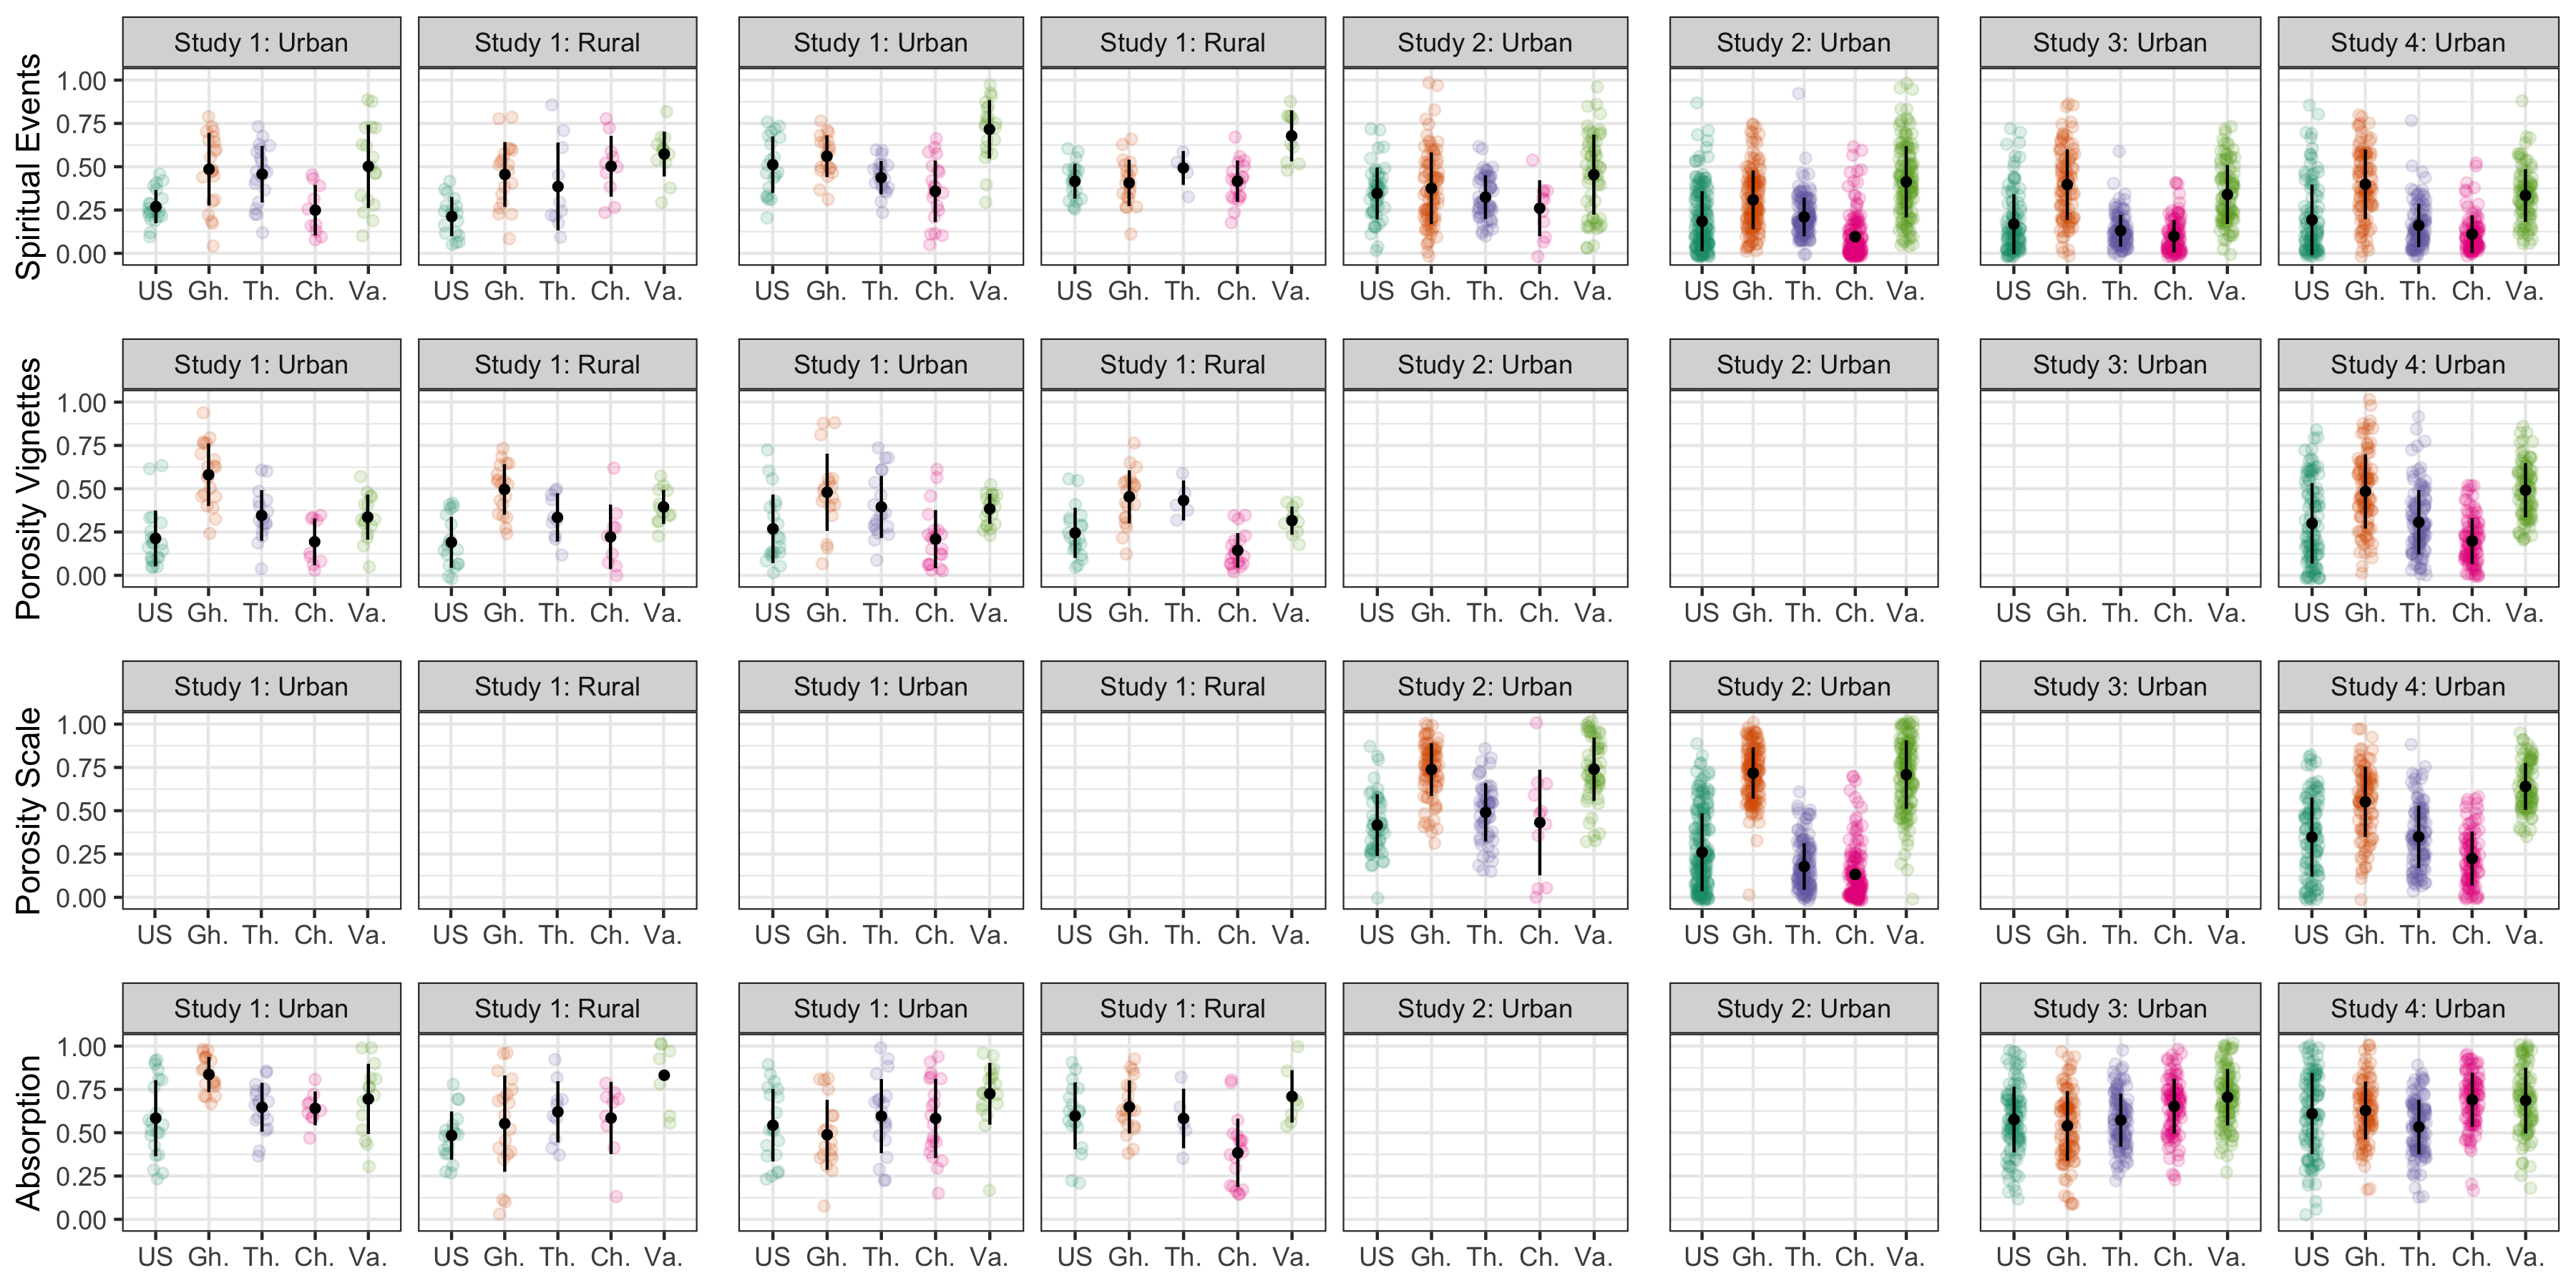 Study 1: Urban Study 1: Rural Study 1: Urban Study 1: Rural Study 2: Urban Study 2: Urban Study 3: Urban Study 4: Urban
Spiritual Events
1.00
0.75
0.50
0.25
0.00
US Gh. Th. Ch. Va. US Gh. Th. Ch. Va. US Gh. Th. Ch. Va. US Gh. Th. Ch. Va. US Gh. Th. Ch. Va. US Gh. Th. Ch. Va. US Gh. Th. Ch. Va. US Gh. Th. Ch. Va.
Study 1: Urban Study 1: Rural Study 1: Urban Study 1: Rural Study 2: Urban Study 2: Urban Study 3: Urban Study 4: Urban
Porosity Vignettes
1.00
0.75
0.50
0.25
0.00
US Gh. Th. Ch. Va. US Gh. Th. Ch. Va. US Gh. Th. Ch. Va. US Gh. Th. Ch. Va. US Gh. Th. Ch. Va. US Gh. Th. Ch. Va. US Gh. Th. Ch. Va. US Gh. Th. Ch. Va.
Study 1: Urban Study 1: Rural Study 1: Urban Study 1: Rural Study 2: Urban Study 2: Urban Study 3: Urban Study 4: Urban
Porosity Scale
1.00
0.75
0.50
0.25
0.00
US Gh. Th. Ch. Va. US Gh. Th. Ch. Va. US Gh. Th. Ch. Va. US Gh. Th. Ch. Va. US Gh. Th. Ch. Va. US Gh. Th. Ch. Va. US Gh. Th. Ch. Va. US Gh. Th. Ch. Va.
Study 1: Urban Study 1: Rural Study 1: Urban Study 1: Rural Study 2: Urban Study 2: Urban Study 3: Urban Study 4: Urban
Absorption
1.00
0.75
0.50
0.25
0.00
US Gh. Th. Ch. Va. US Gh. Th. Ch. Va. US Gh. Th. Ch. Va. US Gh. Th. Ch. Va. US Gh. Th. Ch. Va. US Gh. Th. Ch. Va. US Gh. Th. Ch. Va. US Gh. Th. Ch. Va.